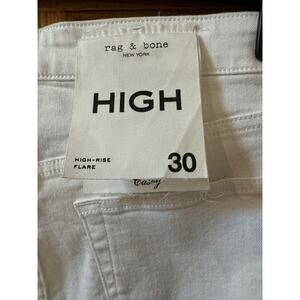 rag & bone
NEW YORK
HIGH
HIGH-RISE
FLARE
30
Casey